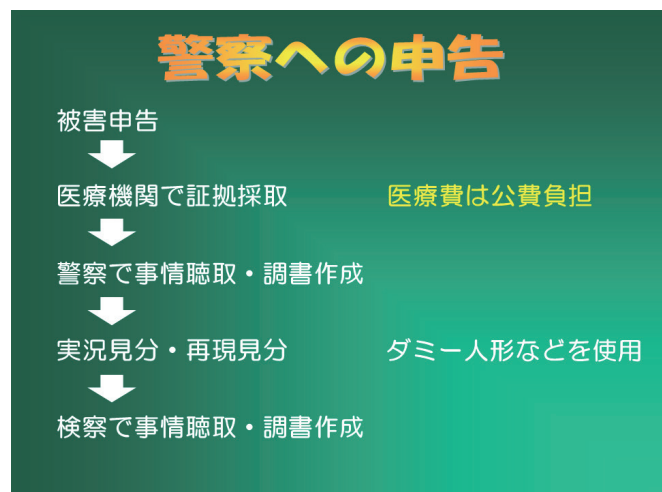 警察への申告
被害申告
医療機関で証拠採取 医療費は公費負担
警察で事情聴取・調書作成
実況見分・再現見分 ダミー人形などを使用
検察で事情聴取・調書作成